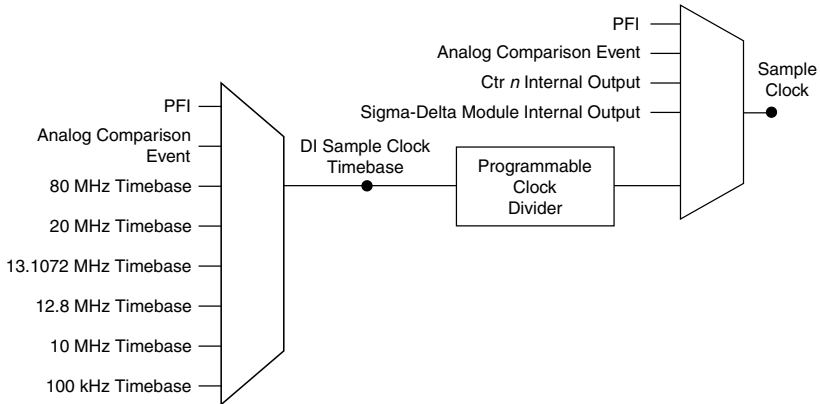 PFI
Analog Comparison Event
Ctr n Internal Output
Sigma-Delta Module Internal Output
Sample
Clock
PFI
Analog Comparison
Event
80 MHz Timebase
20 MHz Timebase
13.1072 MHz Timebase
12.8 MHz Timebase
10 MHz Timebase
100 kHz Timebase
DI Sample Clock
Timebase
Programmable
Clock
Divider